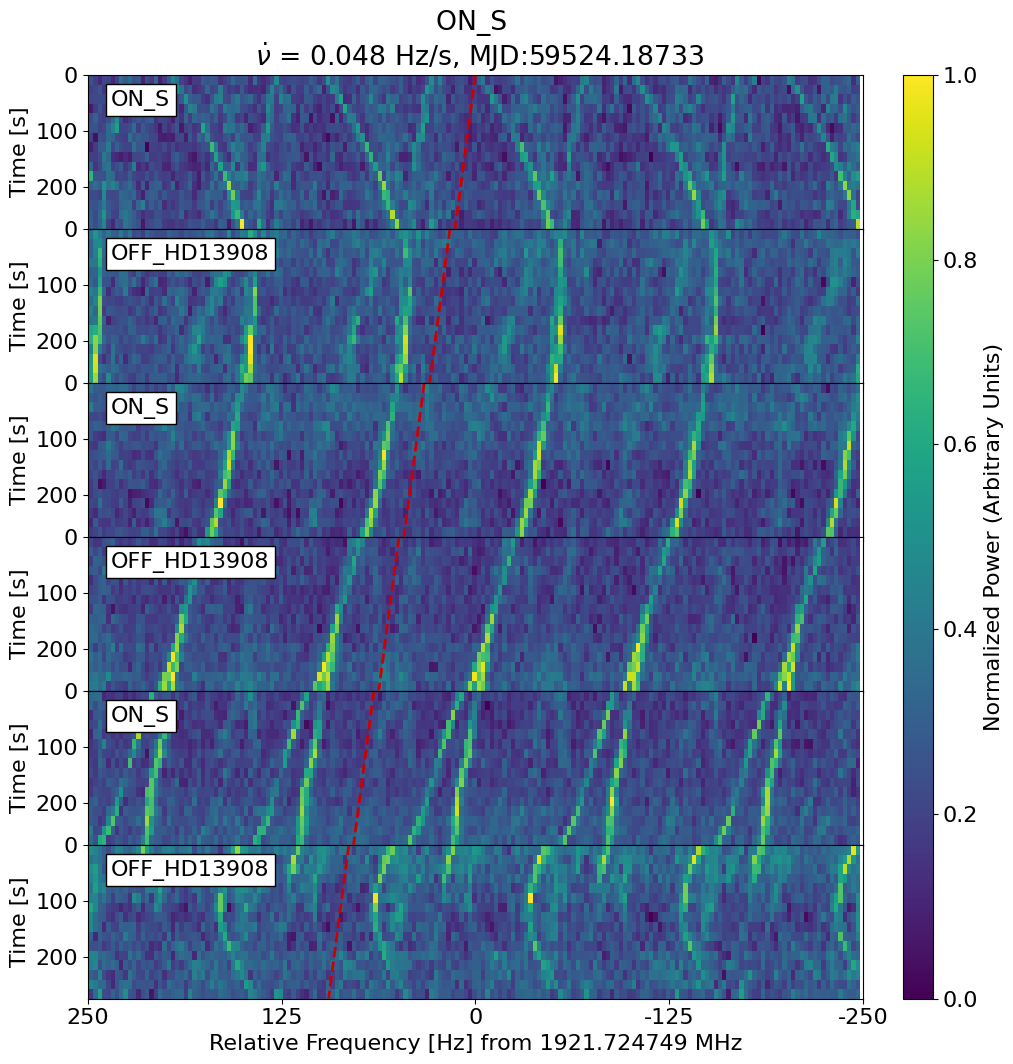 ON_S
ν̇ = 0.048 Hz/s, MJD:59524.18733
0
ON_S
100
200
Time [s]
0
OFF_HD13908
100
200
Time [s]
0
ON_S
100
200
Time [s]
0
OFF_HD13908
100
200
Time [s]
0
ON_S
100
200
Time [s]
0
OFF_HD13908
100
200
Time [s]
250 125 0 -125 -250
Relative Frequency [Hz] from 1921.724749 MHz
1.0
0.8
0.6
0.4
0.2
0.0
Normalized Power (Arbitrary Units)